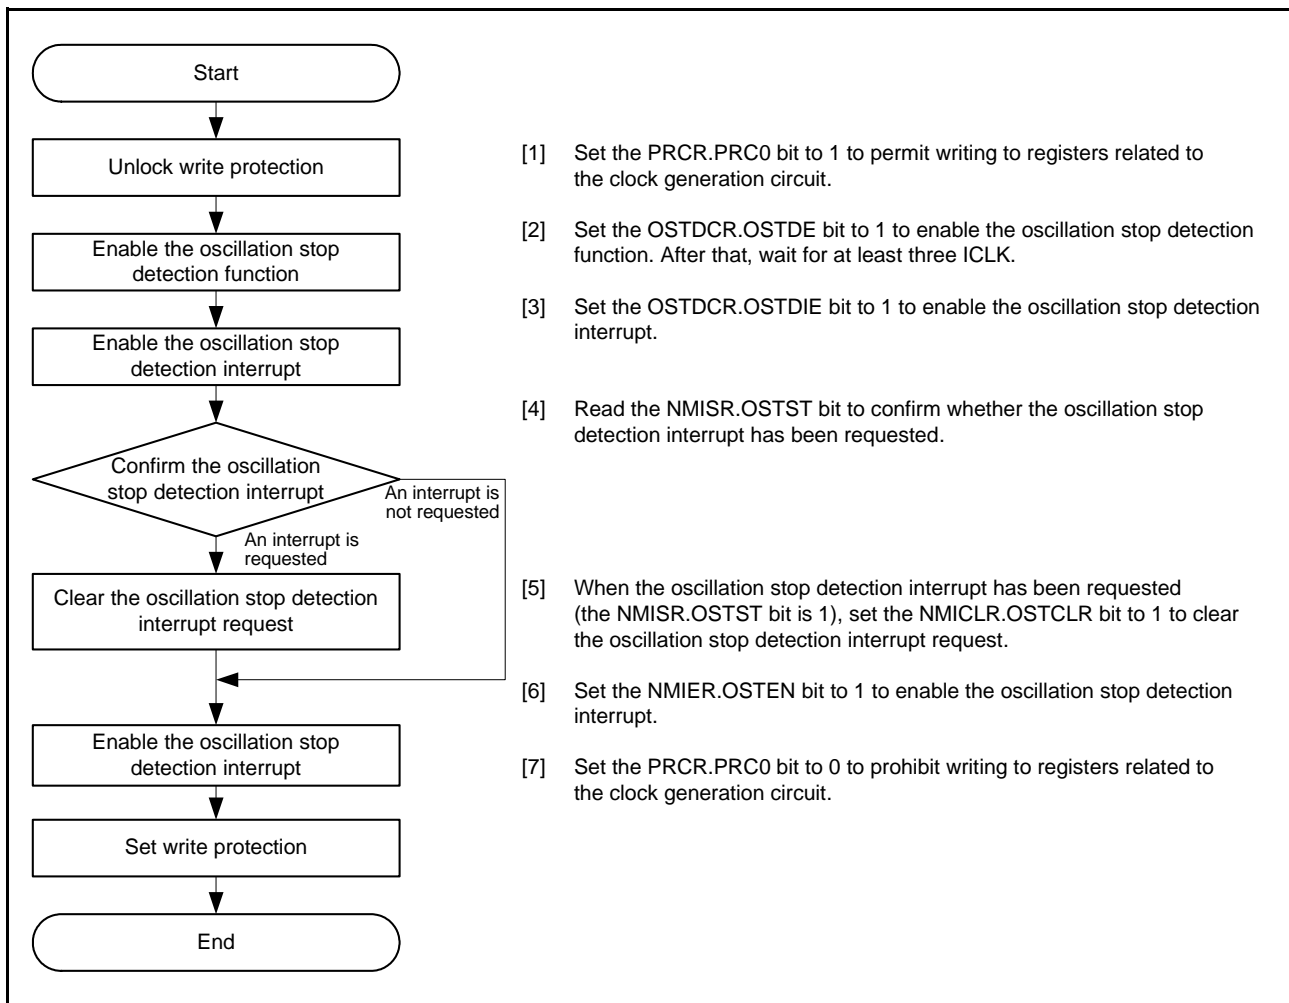 Start
Unlock write protection
Enable the oscillation stop
detection function
Enable the oscillation stop
detection interrupt
Confirm the oscillation
stop detection interrupt
An interrupt is
not requested
An interrupt is
requested
Clear the oscillation stop detection
interrupt request
Enable the oscillation stop
detection interrupt
Set write protection
End
[1] Set the PRCR.PRC0 bit to 1 to permit writing to registers related to
the clock generation circuit.
[2] Set the OSTDCR.OSTDE bit to 1 to enable the oscillation stop detection
function. After that, wait for at least three ICLK.
[3] Set the OSTDCR.OSTDIE bit to 1 to enable the oscillation stop detection
interrupt.
[4] Read the NMISR.OSTST bit to confirm whether the oscillation stop
detection interrupt has been requested.
[5] When the oscillation stop detection interrupt has been requested
(the NMISR.OSTST bit is 1), set the NMICLR.OSTCLR bit to 1 to clear
the oscillation stop detection interrupt request.
[6] Set the NMIER.OSTEN bit to 1 to enable the oscillation stop detection
interrupt.
[7] Set the PRCR.PRC0 bit to 0 to prohibit writing to registers related to
the clock generation circuit.